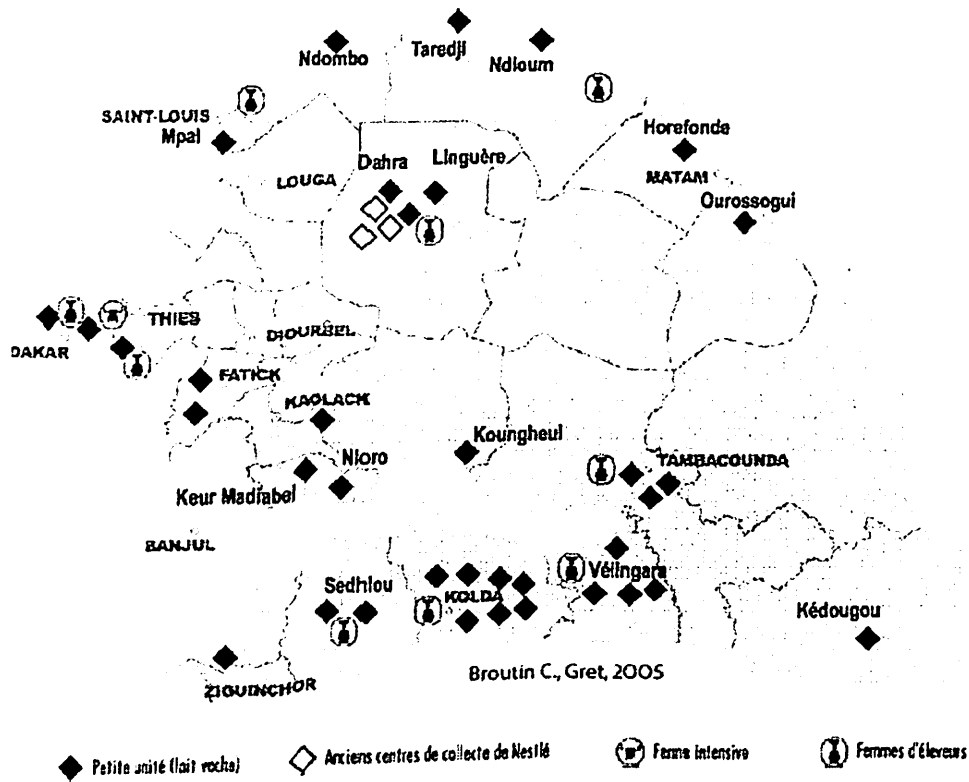 Ndombo
Taredji
Ndioum
SAINT-LOUIS
Mpal
Horefonde
LOUGA
Dahra
Linguère
MATAM
Ourossogui
THIES
DIOURBEL
DAKAR
FATICK
KAOLACK
Koungheul
Nioro
TAMBACOUNDA
Keur Madiabel
BANJUL
Sedhiou
KOLDA
Vélingara
Kédougou
ZIGUINCHOR
Broutin C., Gret, 2005
Petite unité (lait vache)
Anciens centres de collecte de Nestlé
Ferme intensive
Femmes d'éleveurs